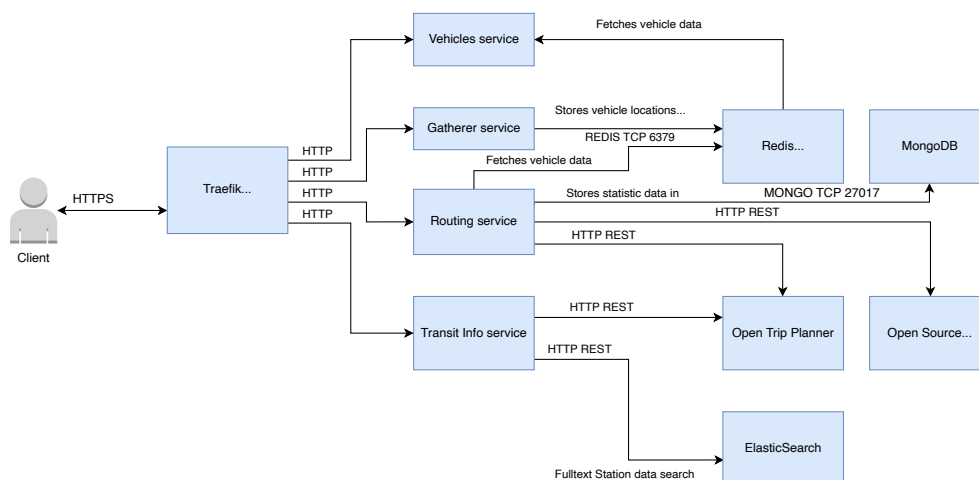 Fetches vehicle data
Vehicles service
Stores vehicle locations...
Gatherer service
REDIS TCP 6379
Redis...
MongoDB
HTTP
HTTP
Fetches vehicle data
Traefik...
HTTPS
HTTP
Stores statistic data in
MONGO TCP 27017
HTTP
Routing service
HTTP REST
HTTP REST
Client
HTTP REST
Transit Info service
Open Trip Planner
Open Source...
HTTP REST
ElasticSearch
Fulltext Station data search